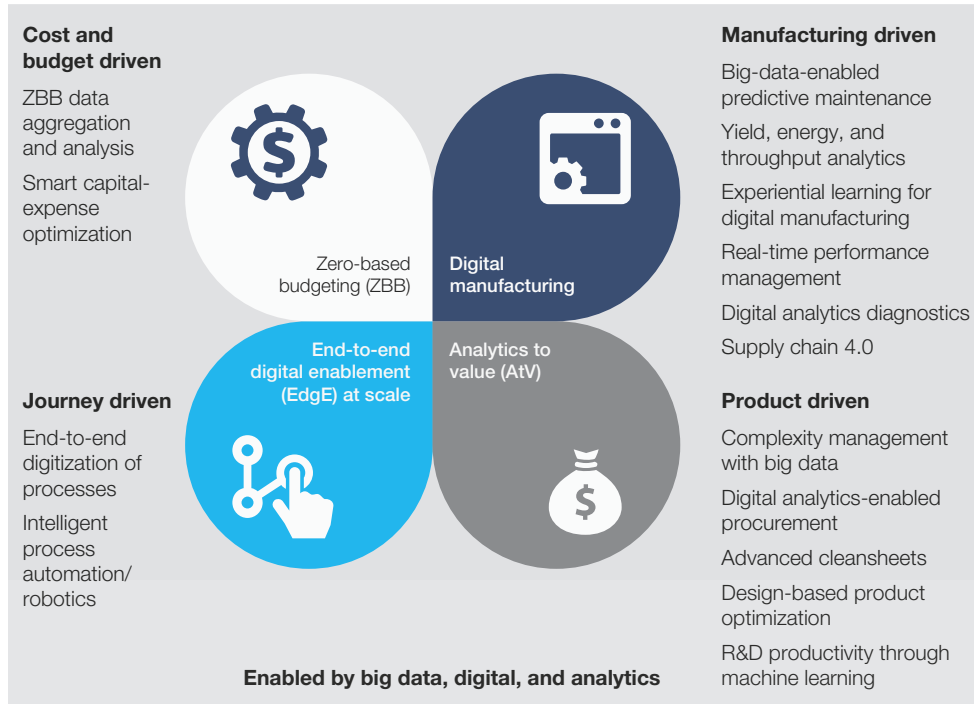 Cost and
budget driven
ZBB data
aggregation
and analysis
Smart capital-
expense
optimization
Zero-based
budgeting (ZBB)
Digital
manufacturing
Manufacturing driven
Big-data-enabled
predictive maintenance
Yield, energy, and
throughput analytics
Experiential learning for
digital manufacturing
Real-time performance
management
Digital analytics diagnostics
Supply chain 4.0
Journey driven
End-to-end
digitization of
processes
Intelligent
process
automation/
robotics
End-to-end
digital enablement
(EdgE) at scale
Analytics to
value (AtV)
Product driven
Complexity management
with big data
Digital analytics-enabled
procurement
Advanced cleansheets
Design-based product
optimization
R&D productivity through
machine learning
$
$
Enabled by big data, digital, and analytics